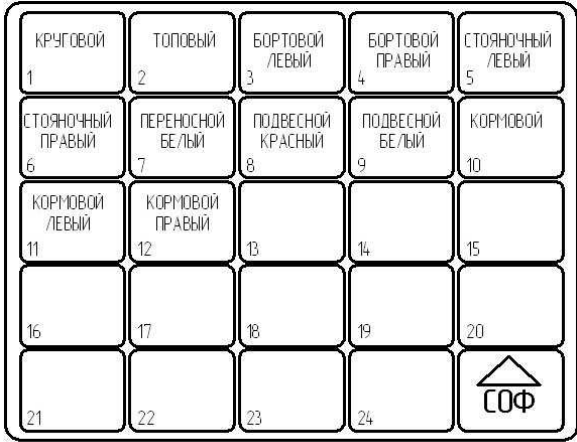 КРУГОВОЙ
1
ТОПОВЫЙ
2
БОРТОВОЙ
ЛЕВЫЙ
3
БОРТОВОЙ
ПРАВЫЙ
4
СТОЯНОЧНЫЙ
ЛЕВЫЙ
5
СТОЯНОЧНЫЙ
ПРАВЫЙ
6
ПЕРЕНОСНОЙ
БЕЛЫЙ
7
ПОДВЕСНОЙ
КРАСНЫЙ
8
ПОДВЕСНОЙ
БЕЛЫЙ
9
КОРМОВОЙ
10
КОРМОВОЙ
ЛЕВЫЙ
11
КОРМОВОЙ
ПРАВЫЙ
12
13
14
15
16
17
18
19
20
21
22
23
24
СОФ